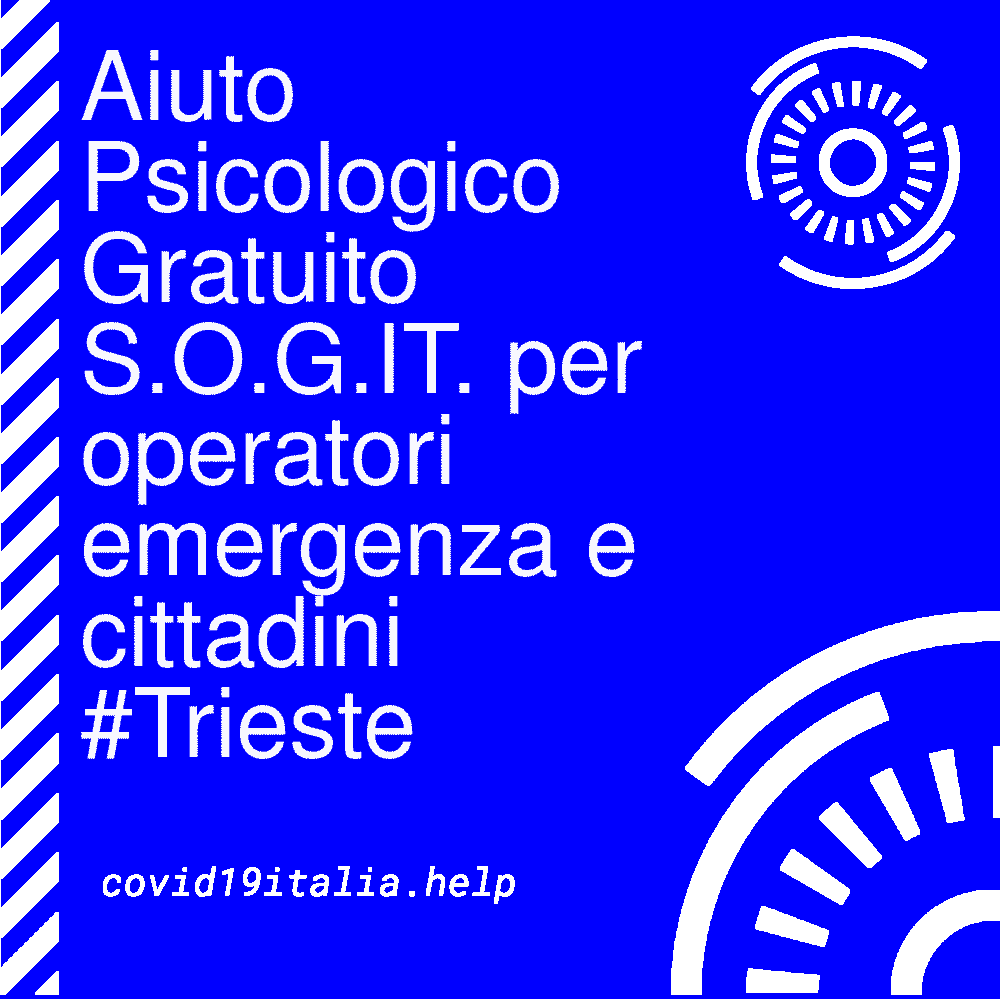 Aiuto
Psicologico
Gratuito
S.O.G.IT. per
operatori
emergenza e
cittadini
#Trieste
covid19italia.help